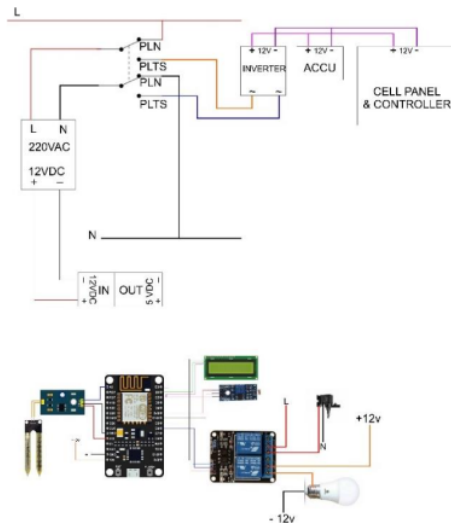 L
PLN
PLTS
PLN
PLTS
+ 12V -
INVERTER
~ ~
+ 12V -
ACCU
+ 12V -
CELL PANEL
& CONTROLLER
L N
220VAC
12VDC
+ -
N
- 12VDC +
IN
OUT
- 5 VDC +
L
N
+12v
- 12v